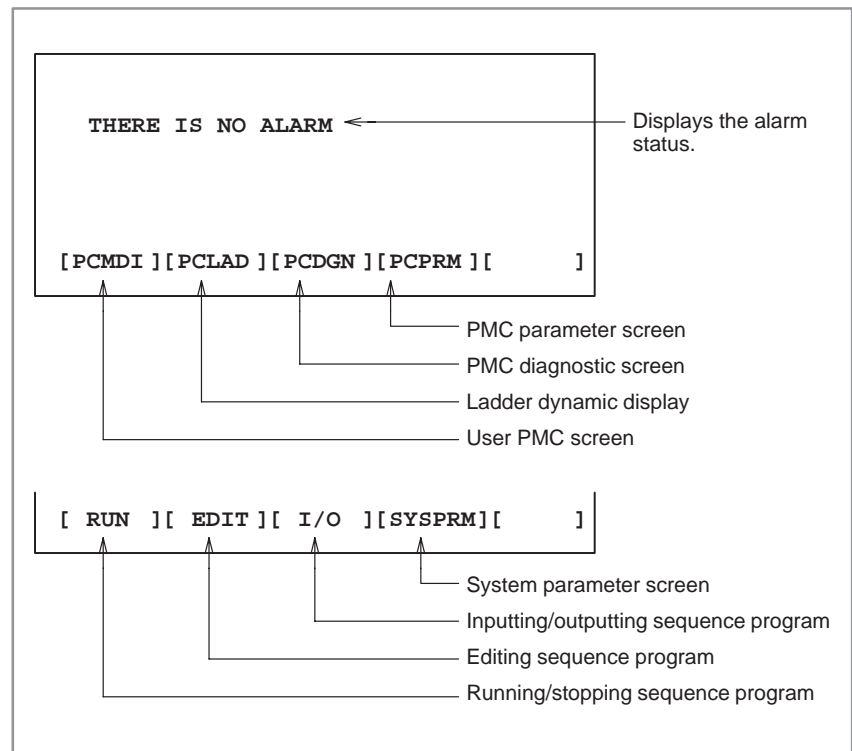 THERE IS NO ALARM
Displays the alarm
status.
[PCMDI ][PCLAD ][PCDGN ][PCPRM ][ ]
PMC parameter screen
PMC diagnostic screen
Ladder dynamic display
User PMC screen
[ RUN ][ EDIT ][ I/O ][SYSPRM][ ]
System parameter screen
Inputting/outputting sequence program
Editing sequence program
Running/stopping sequence program